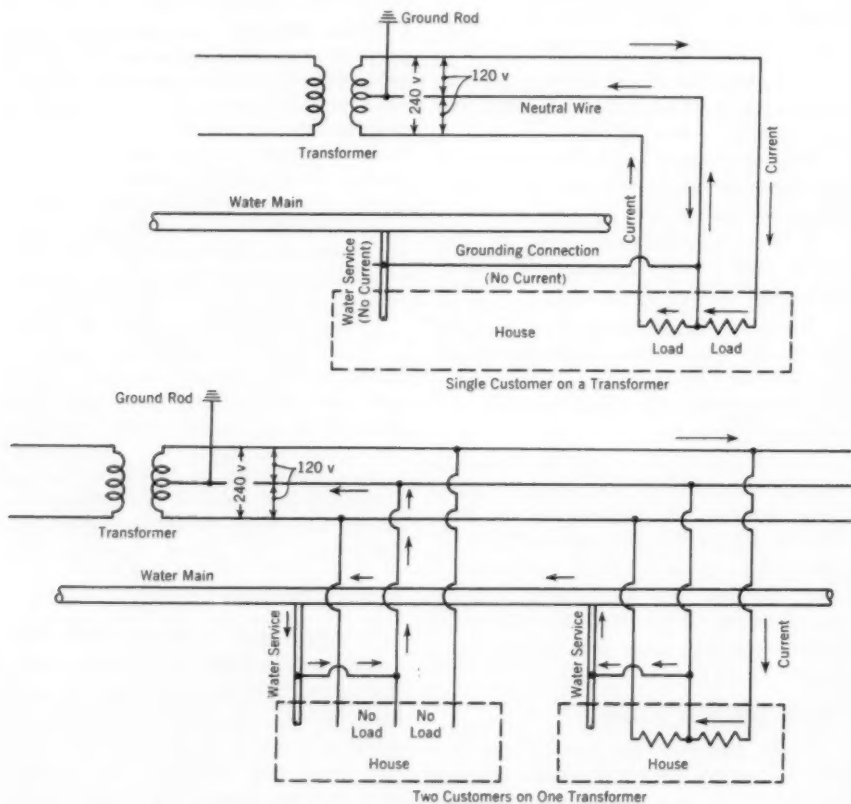 Ground Rod
120 v
240 v
Neutral Wire
Transformer
Current
Water Main
Current
Grounding Connection
(No Current)
Water Service
(No Current)
House
Load
Load
Single Customer on a Transformer
Ground Rod
120 v
240 v
Transformer
Water Main
Water Service
Water Service
Current
No
Load
No
Load
House
House
Two Customers on One Transformer